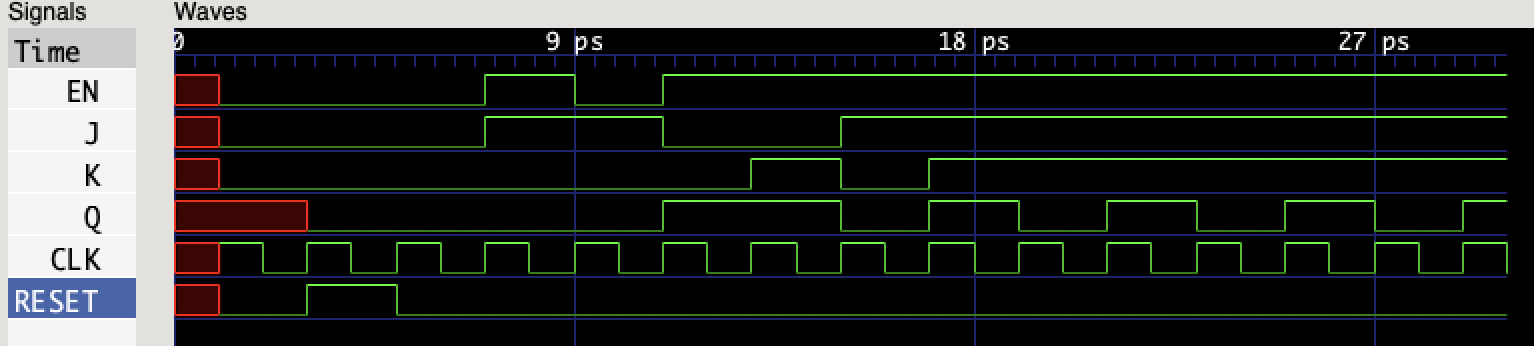 Signals Waves
Time 0 9 ps 18 ps 27 ps
EN
J
K
Q
CLK
RESET